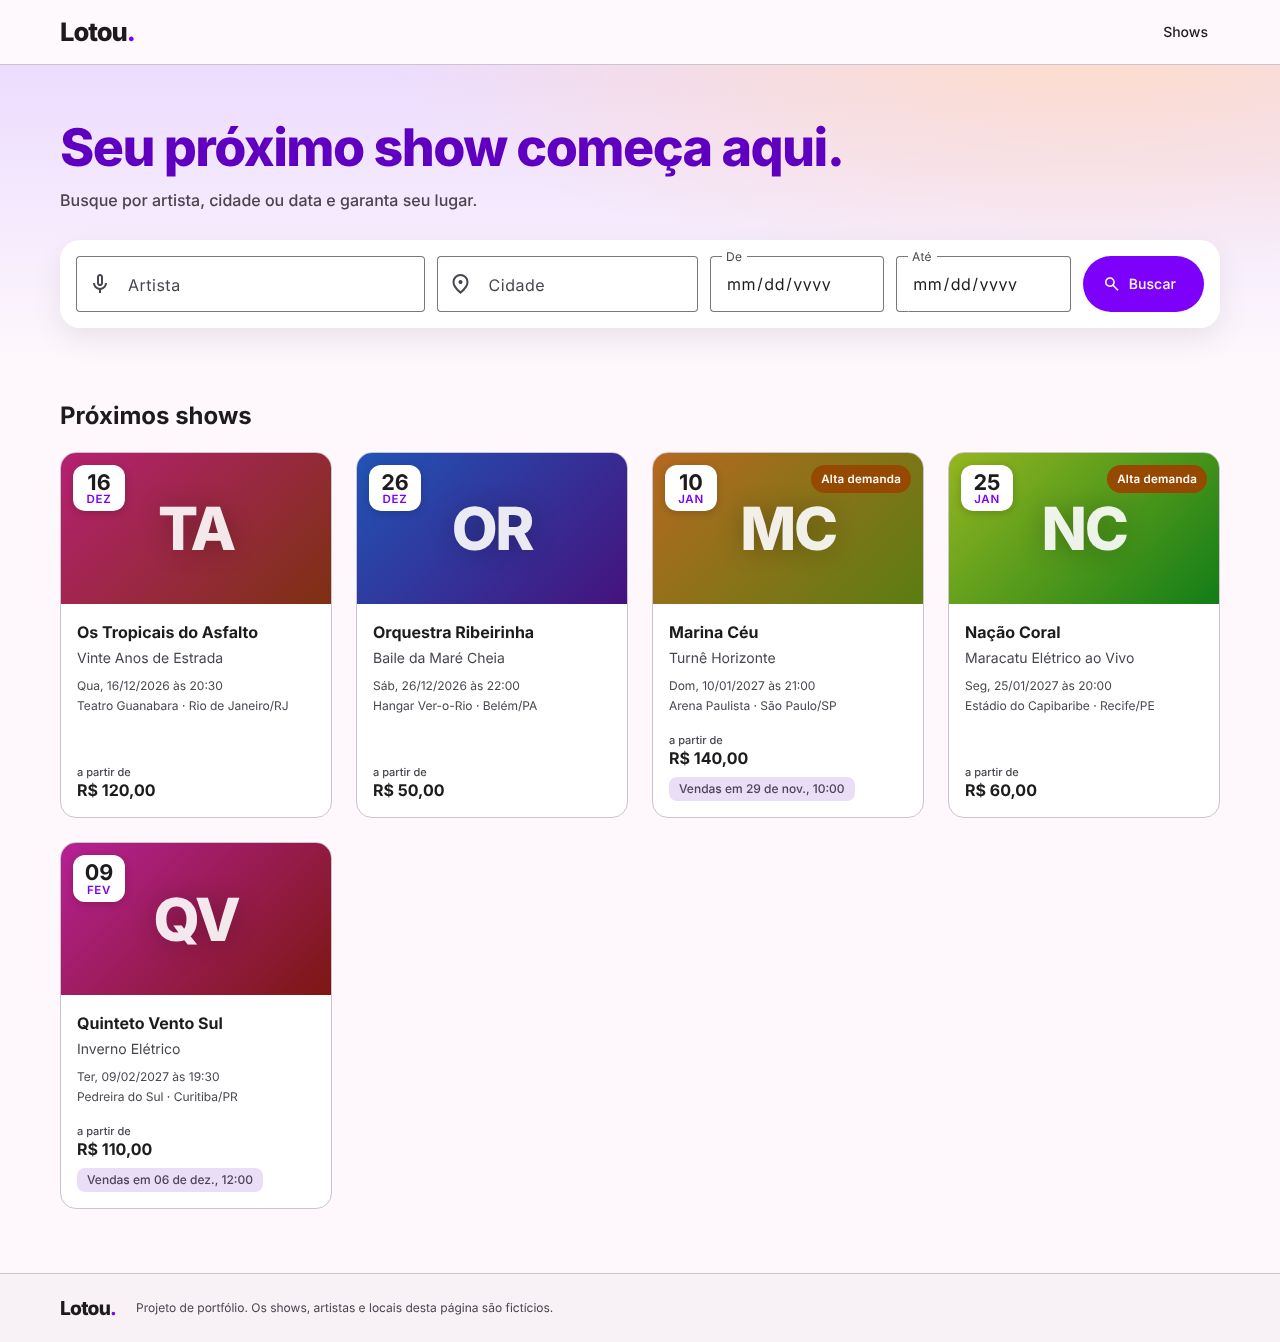 Lotou.
Shows
Seu próximo show começa aqui.
Busque por artista, cidade ou data e garanta seu lugar.
Artista
Cidade
De
mm/dd/yyyy
Até
mm/dd/yyyy
Buscar
Próximos shows
16
DEZ
TA
Os Tropicais do Asfalto
Vinte Anos de Estrada
Qua, 16/12/2026 às 20:30
Teatro Guanabara · Rio de Janeiro/RJ
a partir de
R$ 120,00
26
DEZ
OR
Orquestra Ribeirinha
Baile da Maré Cheia
Sáb, 26/12/2026 às 22:00
Hangar Ver-o-Rio · Belém/PA
a partir de
R$ 50,00
10
JAN
Alta demanda
MC
Marina Céu
Turnê Horizonte
Dom, 10/01/2027 às 21:00
Arena Paulista · São Paulo/SP
a partir de
R$ 140,00
Vendas em 29 de nov., 10:00
25
JAN
Alta demanda
NC
Nação Coral
Maracatu Elétrico ao Vivo
Seg, 25/01/2027 às 20:00
Estádio do Capibaribe · Recife/PE
a partir de
R$ 60,00
09
FEV
QV
Quinteto Vento Sul
Inverno Elétrico
Ter, 09/02/2027 às 19:30
Pedreira do Sul · Curitiba/PR
a partir de
R$ 110,00
Vendas em 06 de dez., 12:00
Lotou.
Projeto de portfólio. Os shows, artistas e locais desta página são fictícios.